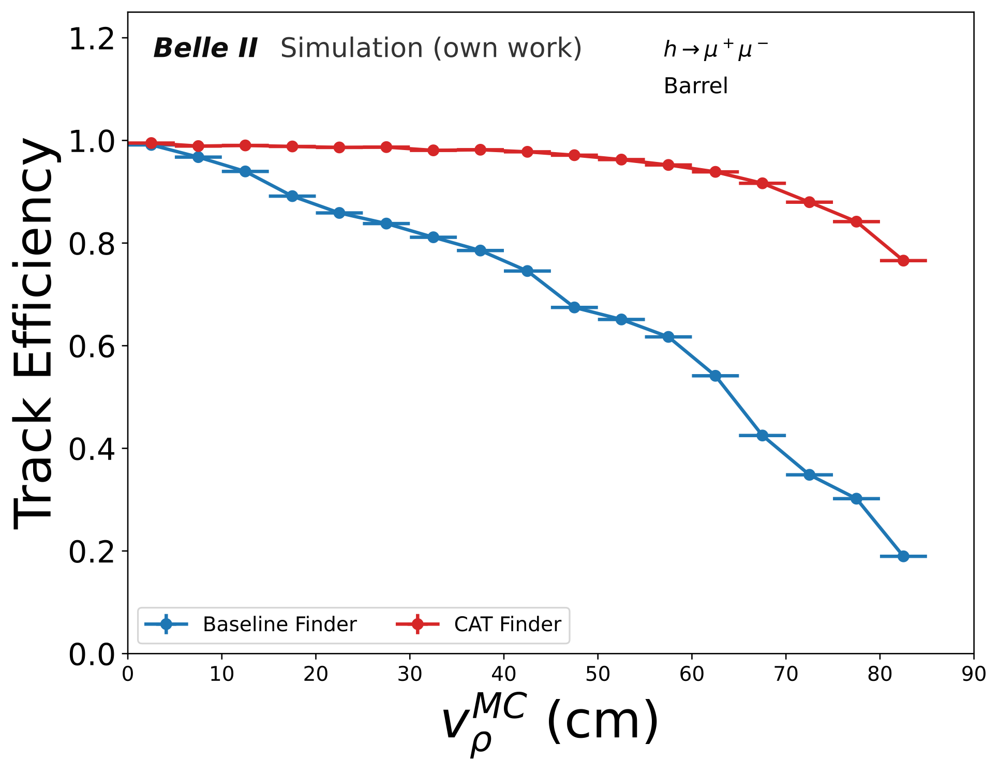 Belle II Simulation (own work)
h → μ⁺μ⁻
Barrel
Track Efficiency
1.2
1.0
0.8
0.6
0.4
0.2
0.0
Baseline Finder CAT Finder
0 10 20 30 40 50 60 70 80 90
v_ρ^MC (cm)